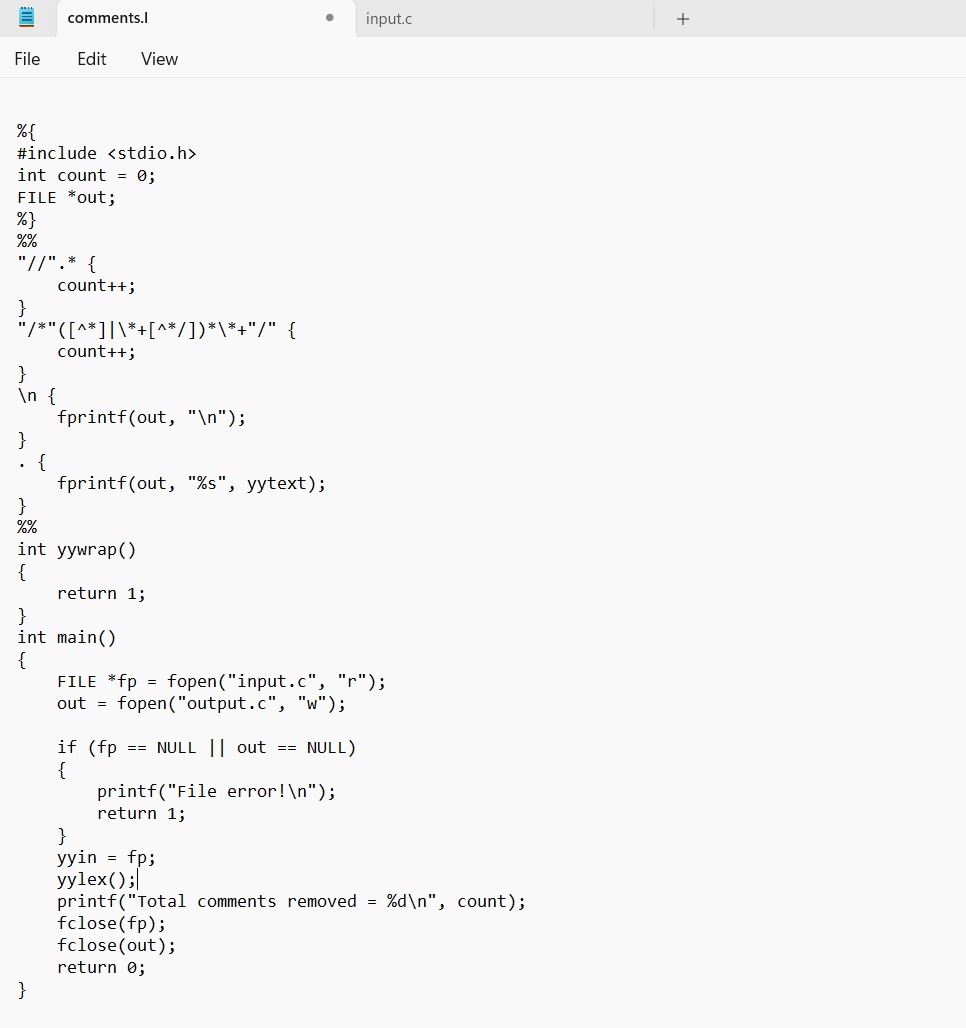 comments.l
input.c
File Edit View
%{
#include <stdio.h>
int count = 0;
FILE *out;
%}
%%
"//".* {
    count++;
}
"/*"([^*]|\*+[^*/])*\*+"/" {
    count++;
}
\n {
    fprintf(out, "\n");
}
. {
    fprintf(out, "%s", yytext);
}
%%
int yywrap()
{
    return 1;
}
int main()
{
    FILE *fp = fopen("input.c", "r");
    out = fopen("output.c", "w");

    if (fp == NULL || out == NULL)
    {
        printf("File error!\n");
        return 1;
    }
    yyin = fp;
    yylex();
    printf("Total comments removed = %d\n", count);
    fclose(fp);
    fclose(out);
    return 0;
}